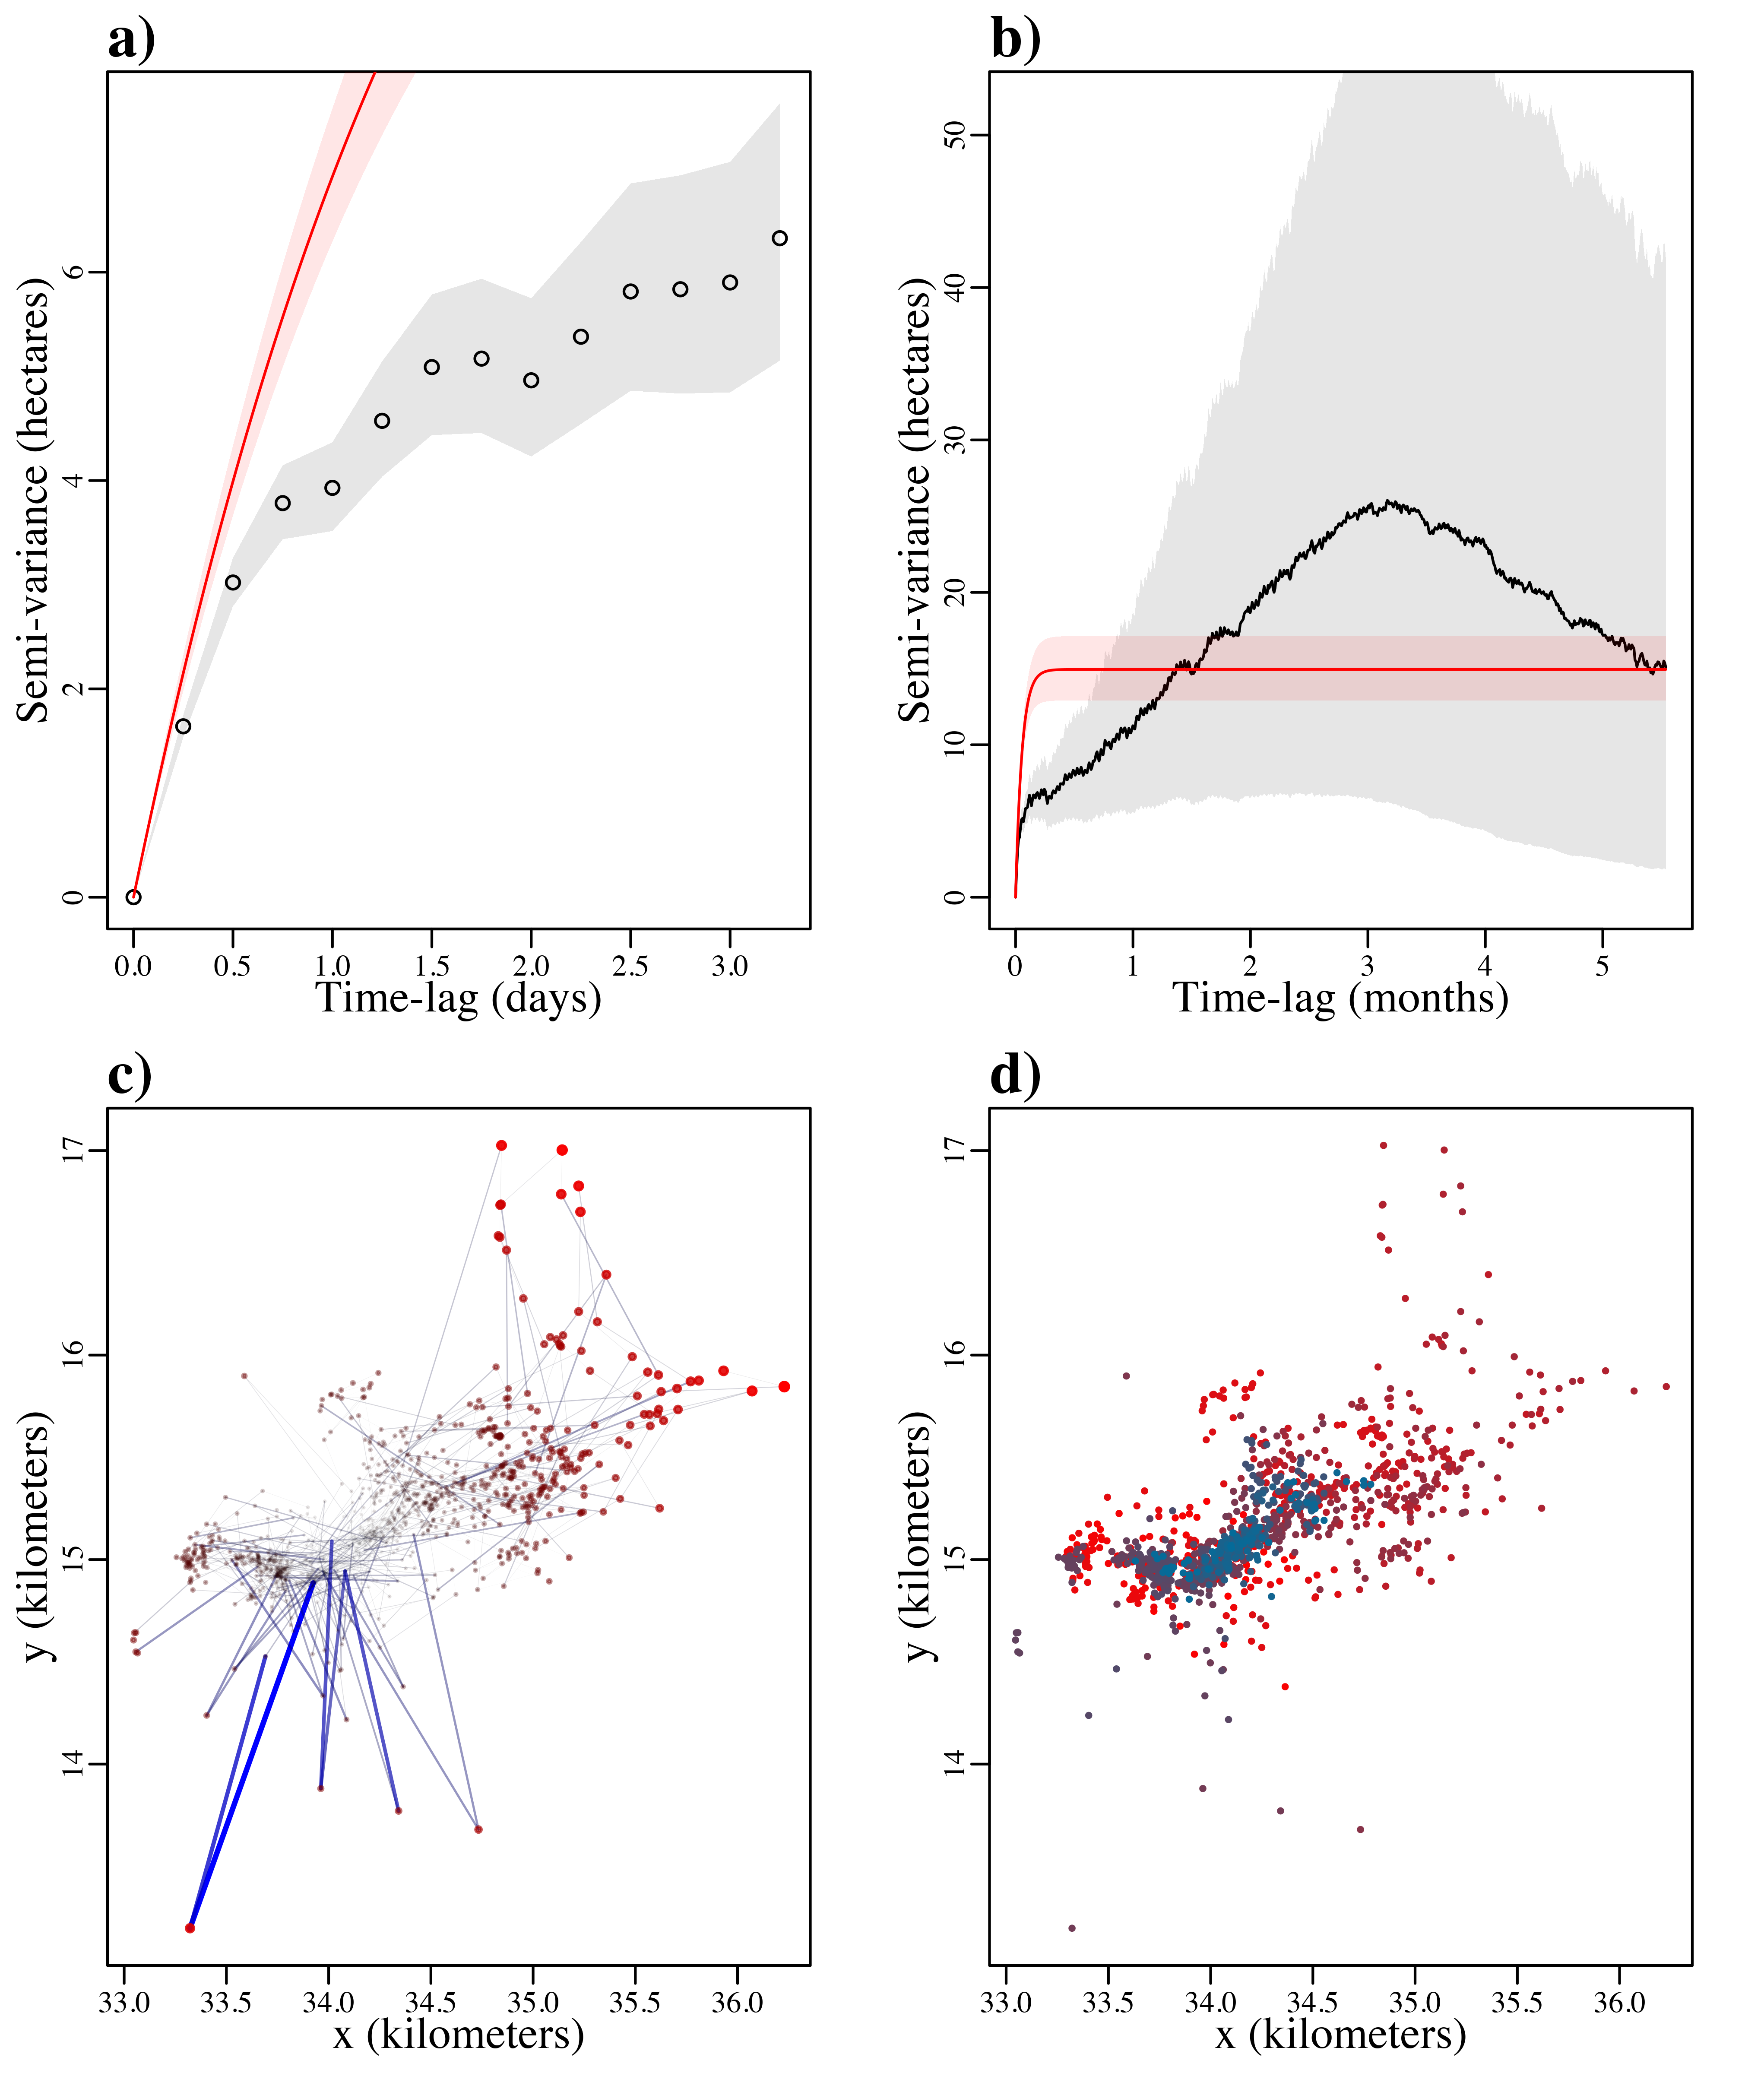 a)
Semi-variance (hectares)
0 2 4 6
0.0 0.5 1.0 1.5 2.0 2.5 3.0
Time-lag (days)
b)
Semi-variance (hectares)
0 10 20 30 40 50
0 1 2 3 4 5
Time-lag (months)
c)
y (kilometers)
14 15 16 17
33.0 33.5 34.0 34.5 35.0 35.5 36.0
x (kilometers)
d)
y (kilometers)
14 15 16 17
33.0 33.5 34.0 34.5 35.0 35.5 36.0
x (kilometers)